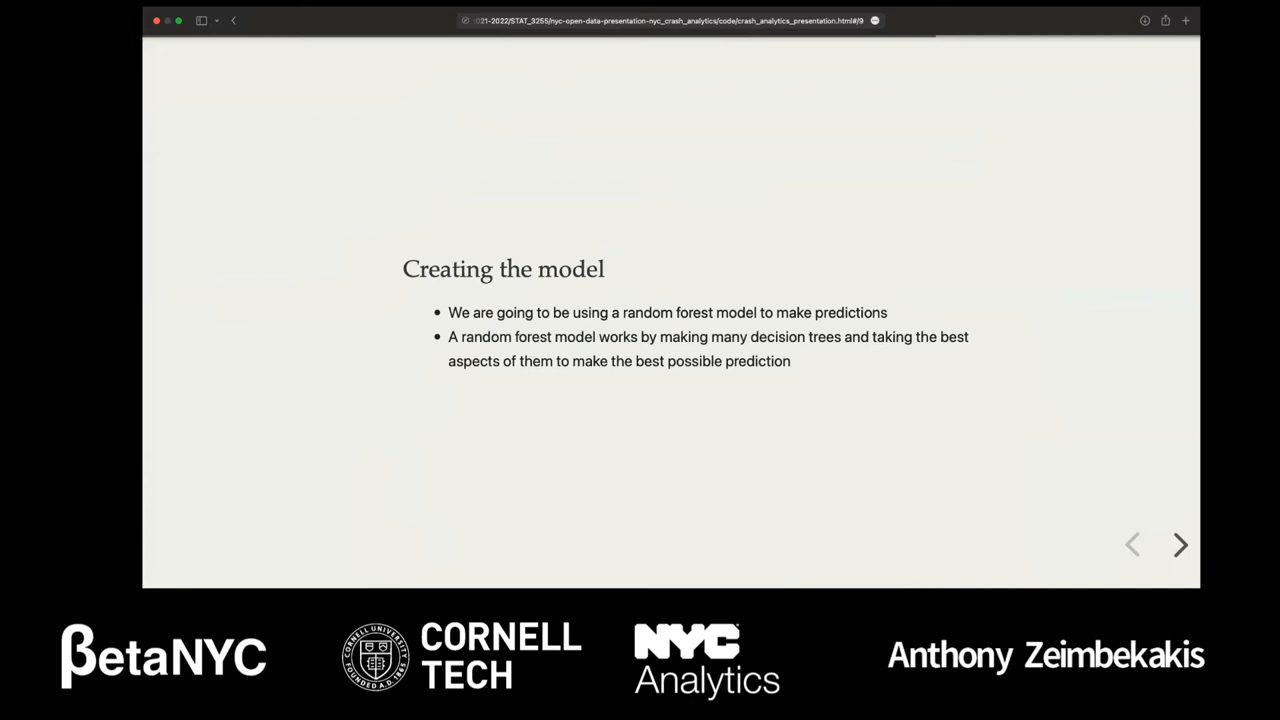 021-2022/STAT_3255/nyc-open-data-presentation-nyc_crash_analytics/code/crash_analytics_presentation.html#/9
Creating the model
• We are going to be using a random forest model to make predictions
• A random forest model works by making many decision trees and taking the best
aspects of them to make the best possible prediction
βetaNYC
CORNELL
TECH
NYC
Analytics
Anthony Zeimbekakis